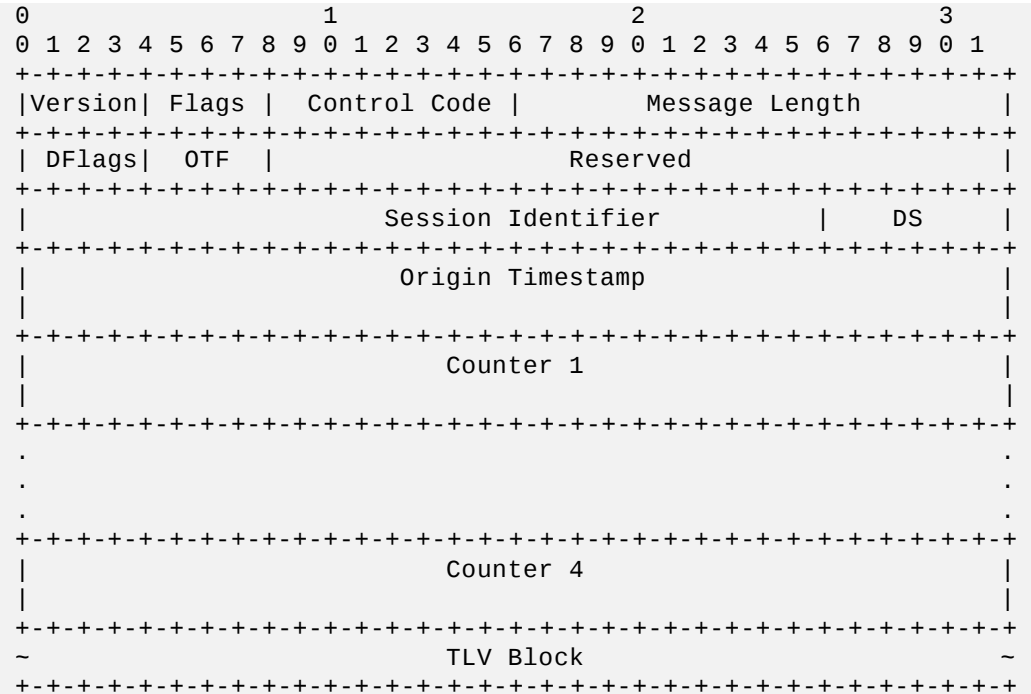 0                   1                   2                   3
0 1 2 3 4 5 6 7 8 9 0 1 2 3 4 5 6 7 8 9 0 1 2 3 4 5 6 7 8 9 0 1
+-+-+-+-+-+-+-+-+-+-+-+-+-+-+-+-+-+-+-+-+-+-+-+-+-+-+-+-+-+-+-+-+
|Version| Flags |  Control Code |        Message Length         |
+-+-+-+-+-+-+-+-+-+-+-+-+-+-+-+-+-+-+-+-+-+-+-+-+-+-+-+-+-+-+-+-+
| DFlags|  OTF  |                   Reserved                    |
+-+-+-+-+-+-+-+-+-+-+-+-+-+-+-+-+-+-+-+-+-+-+-+-+-+-+-+-+-+-+-+-+
|                       Session Identifier          |    DS     |
+-+-+-+-+-+-+-+-+-+-+-+-+-+-+-+-+-+-+-+-+-+-+-+-+-+-+-+-+-+-+-+-+
|                        Origin Timestamp                       |
|                                                               |
+-+-+-+-+-+-+-+-+-+-+-+-+-+-+-+-+-+-+-+-+-+-+-+-+-+-+-+-+-+-+-+-+
|                           Counter 1                           |
|                                                               |
+-+-+-+-+-+-+-+-+-+-+-+-+-+-+-+-+-+-+-+-+-+-+-+-+-+-+-+-+-+-+-+-+
.                                                               .
.                                                               .
.                                                               .
+-+-+-+-+-+-+-+-+-+-+-+-+-+-+-+-+-+-+-+-+-+-+-+-+-+-+-+-+-+-+-+-+
|                           Counter 4                           |
|                                                               |
+-+-+-+-+-+-+-+-+-+-+-+-+-+-+-+-+-+-+-+-+-+-+-+-+-+-+-+-+-+-+-+-+
~                           TLV Block                           ~
+-+-+-+-+-+-+-+-+-+-+-+-+-+-+-+-+-+-+-+-+-+-+-+-+-+-+-+-+-+-+-+-+